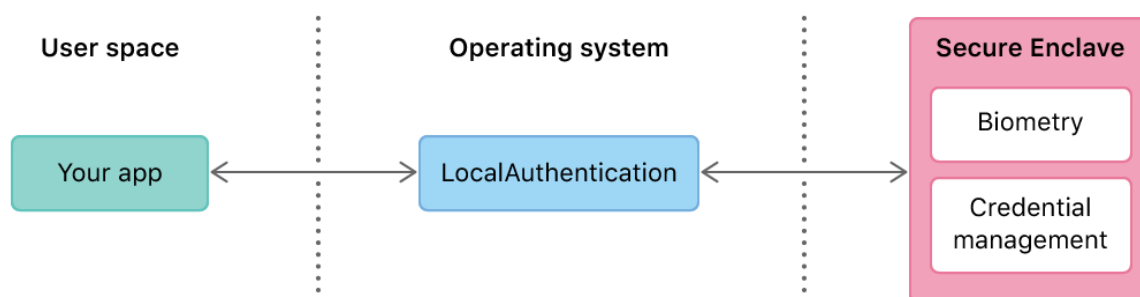 User space
Operating system
Secure Enclave
Your app
LocalAuthentication
Biometry
Credential
management